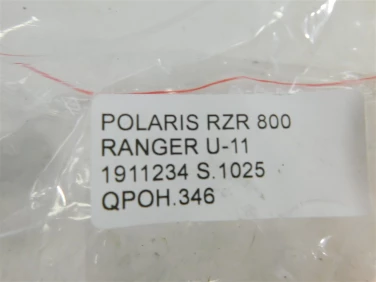 POLARIS RZR 800
RANGER U-11
1911234 S.1025
QPOH.346